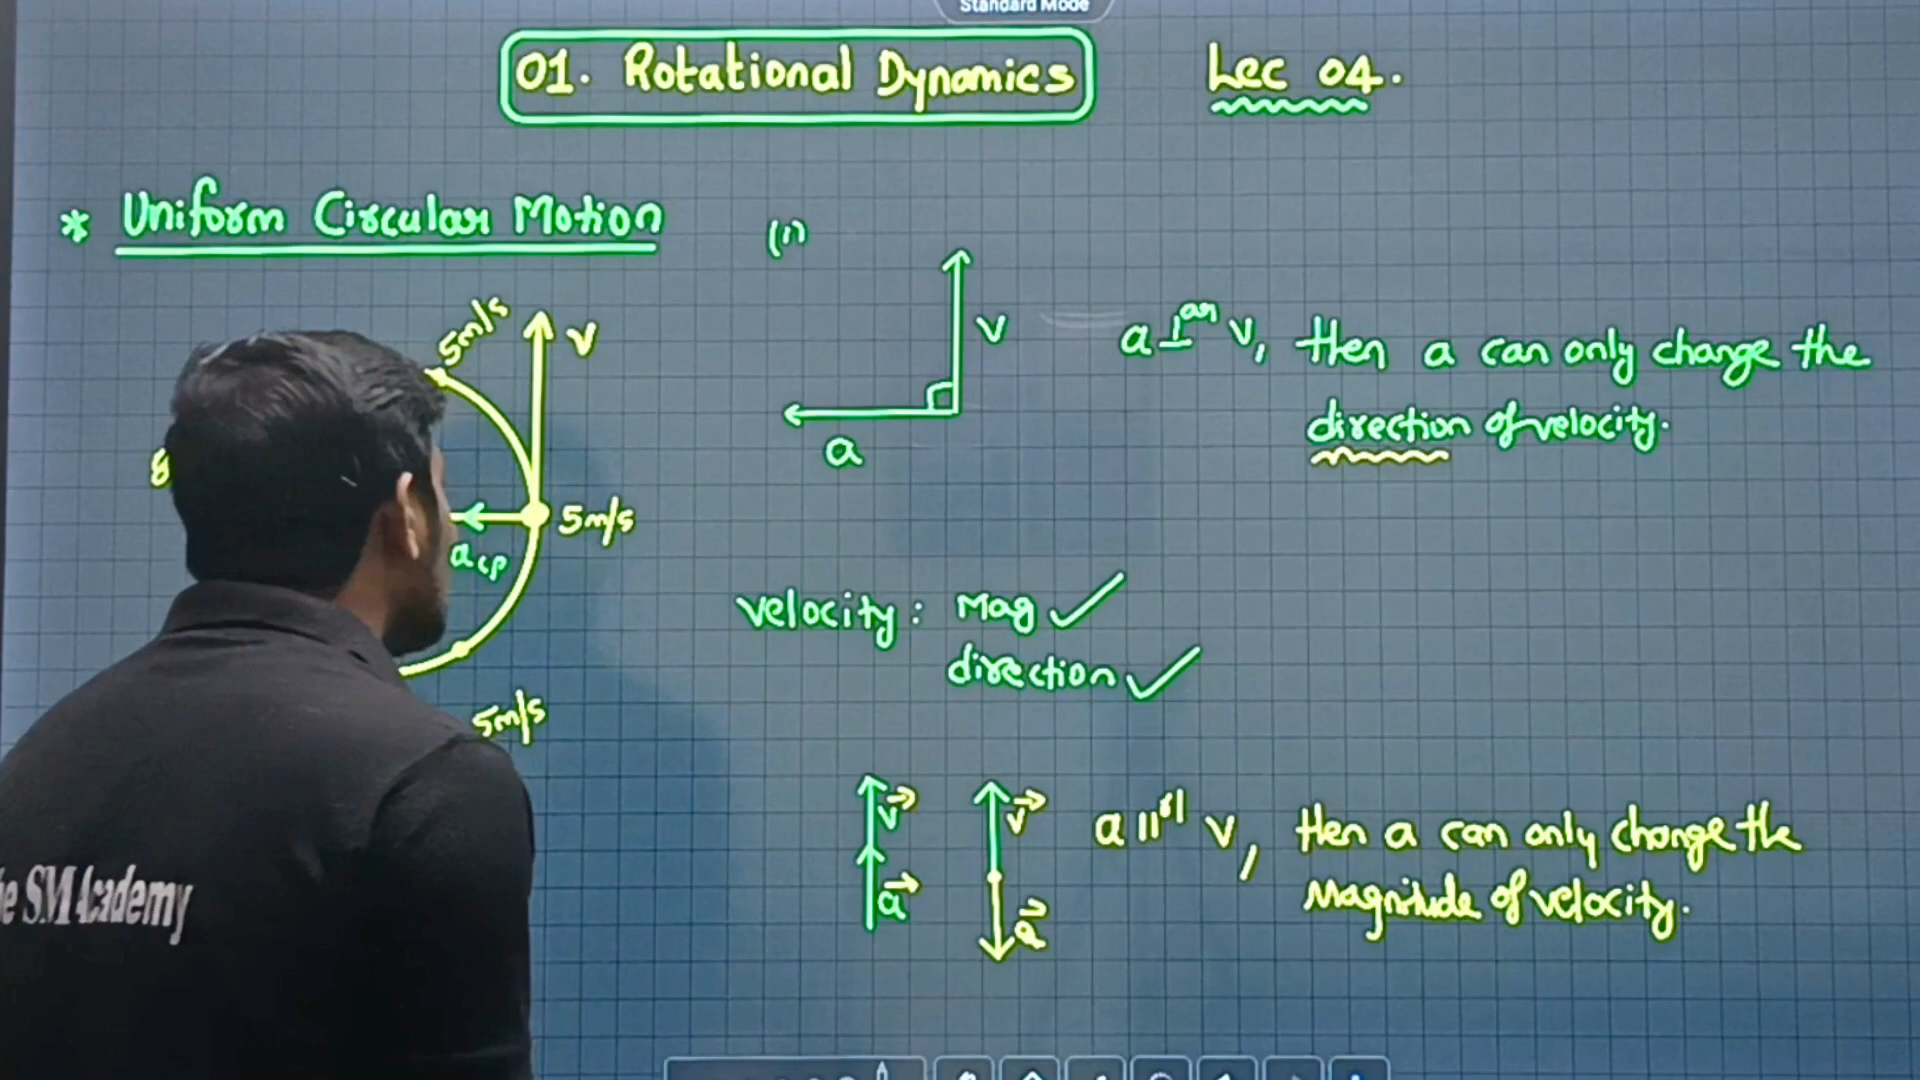 Standard Mode
01. Rotational Dynamics
Lec 04.
* Uniform Circular Motion
(1)
5m/s
v
v
a ⊥ar v, then a can only change the
direction of velocity.
a
5m/s
acp
velocity: Mag ✓
direction ✓
5m/s
v⃗
v⃗
a ||el v, then a can only change the
Magnitude of velocity.
a⃗
a⃗
SM Academy